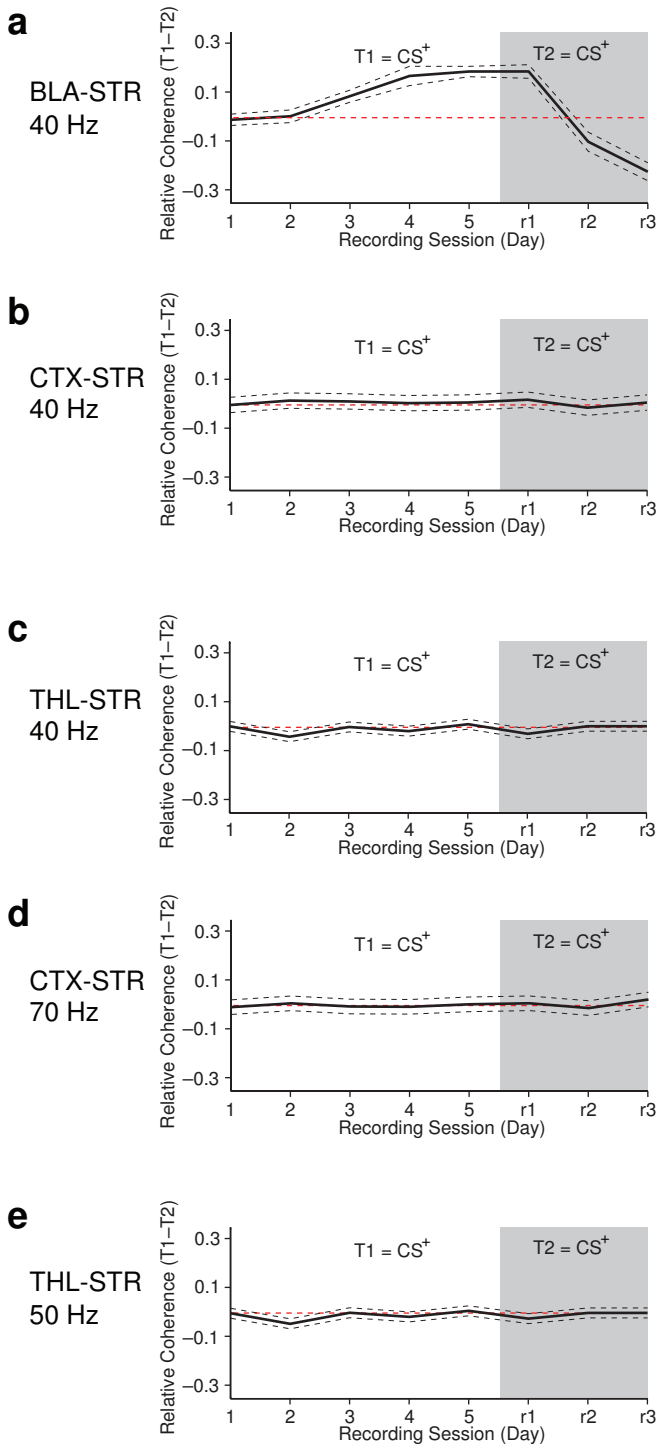 a
BLA-STR
40 Hz
Relative Coherence (T1–T2)
0.3
0.1
–0.1
–0.3
T1 = CS+
T2 = CS+
1 2 3 4 5 r1 r2 r3
Recording Session (Day)
b
CTX-STR
40 Hz
Relative Coherence (T1–T2)
0.3
0.1
–0.1
–0.3
T1 = CS+
T2 = CS+
1 2 3 4 5 r1 r2 r3
Recording Session (Day)
c
THL-STR
40 Hz
Relative Coherence (T1–T2)
0.3
0.1
–0.1
–0.3
T1 = CS+
T2 = CS+
1 2 3 4 5 r1 r2 r3
Recording Session (Day)
d
CTX-STR
70 Hz
Relative Coherence (T1–T2)
0.3
0.1
–0.1
–0.3
T1 = CS+
T2 = CS+
1 2 3 4 5 r1 r2 r3
Recording Session (Day)
e
THL-STR
50 Hz
Relative Coherence (T1–T2)
0.3
0.1
–0.1
–0.3
T1 = CS+
T2 = CS+
1 2 3 4 5 r1 r2 r3
Recording Session (Day)